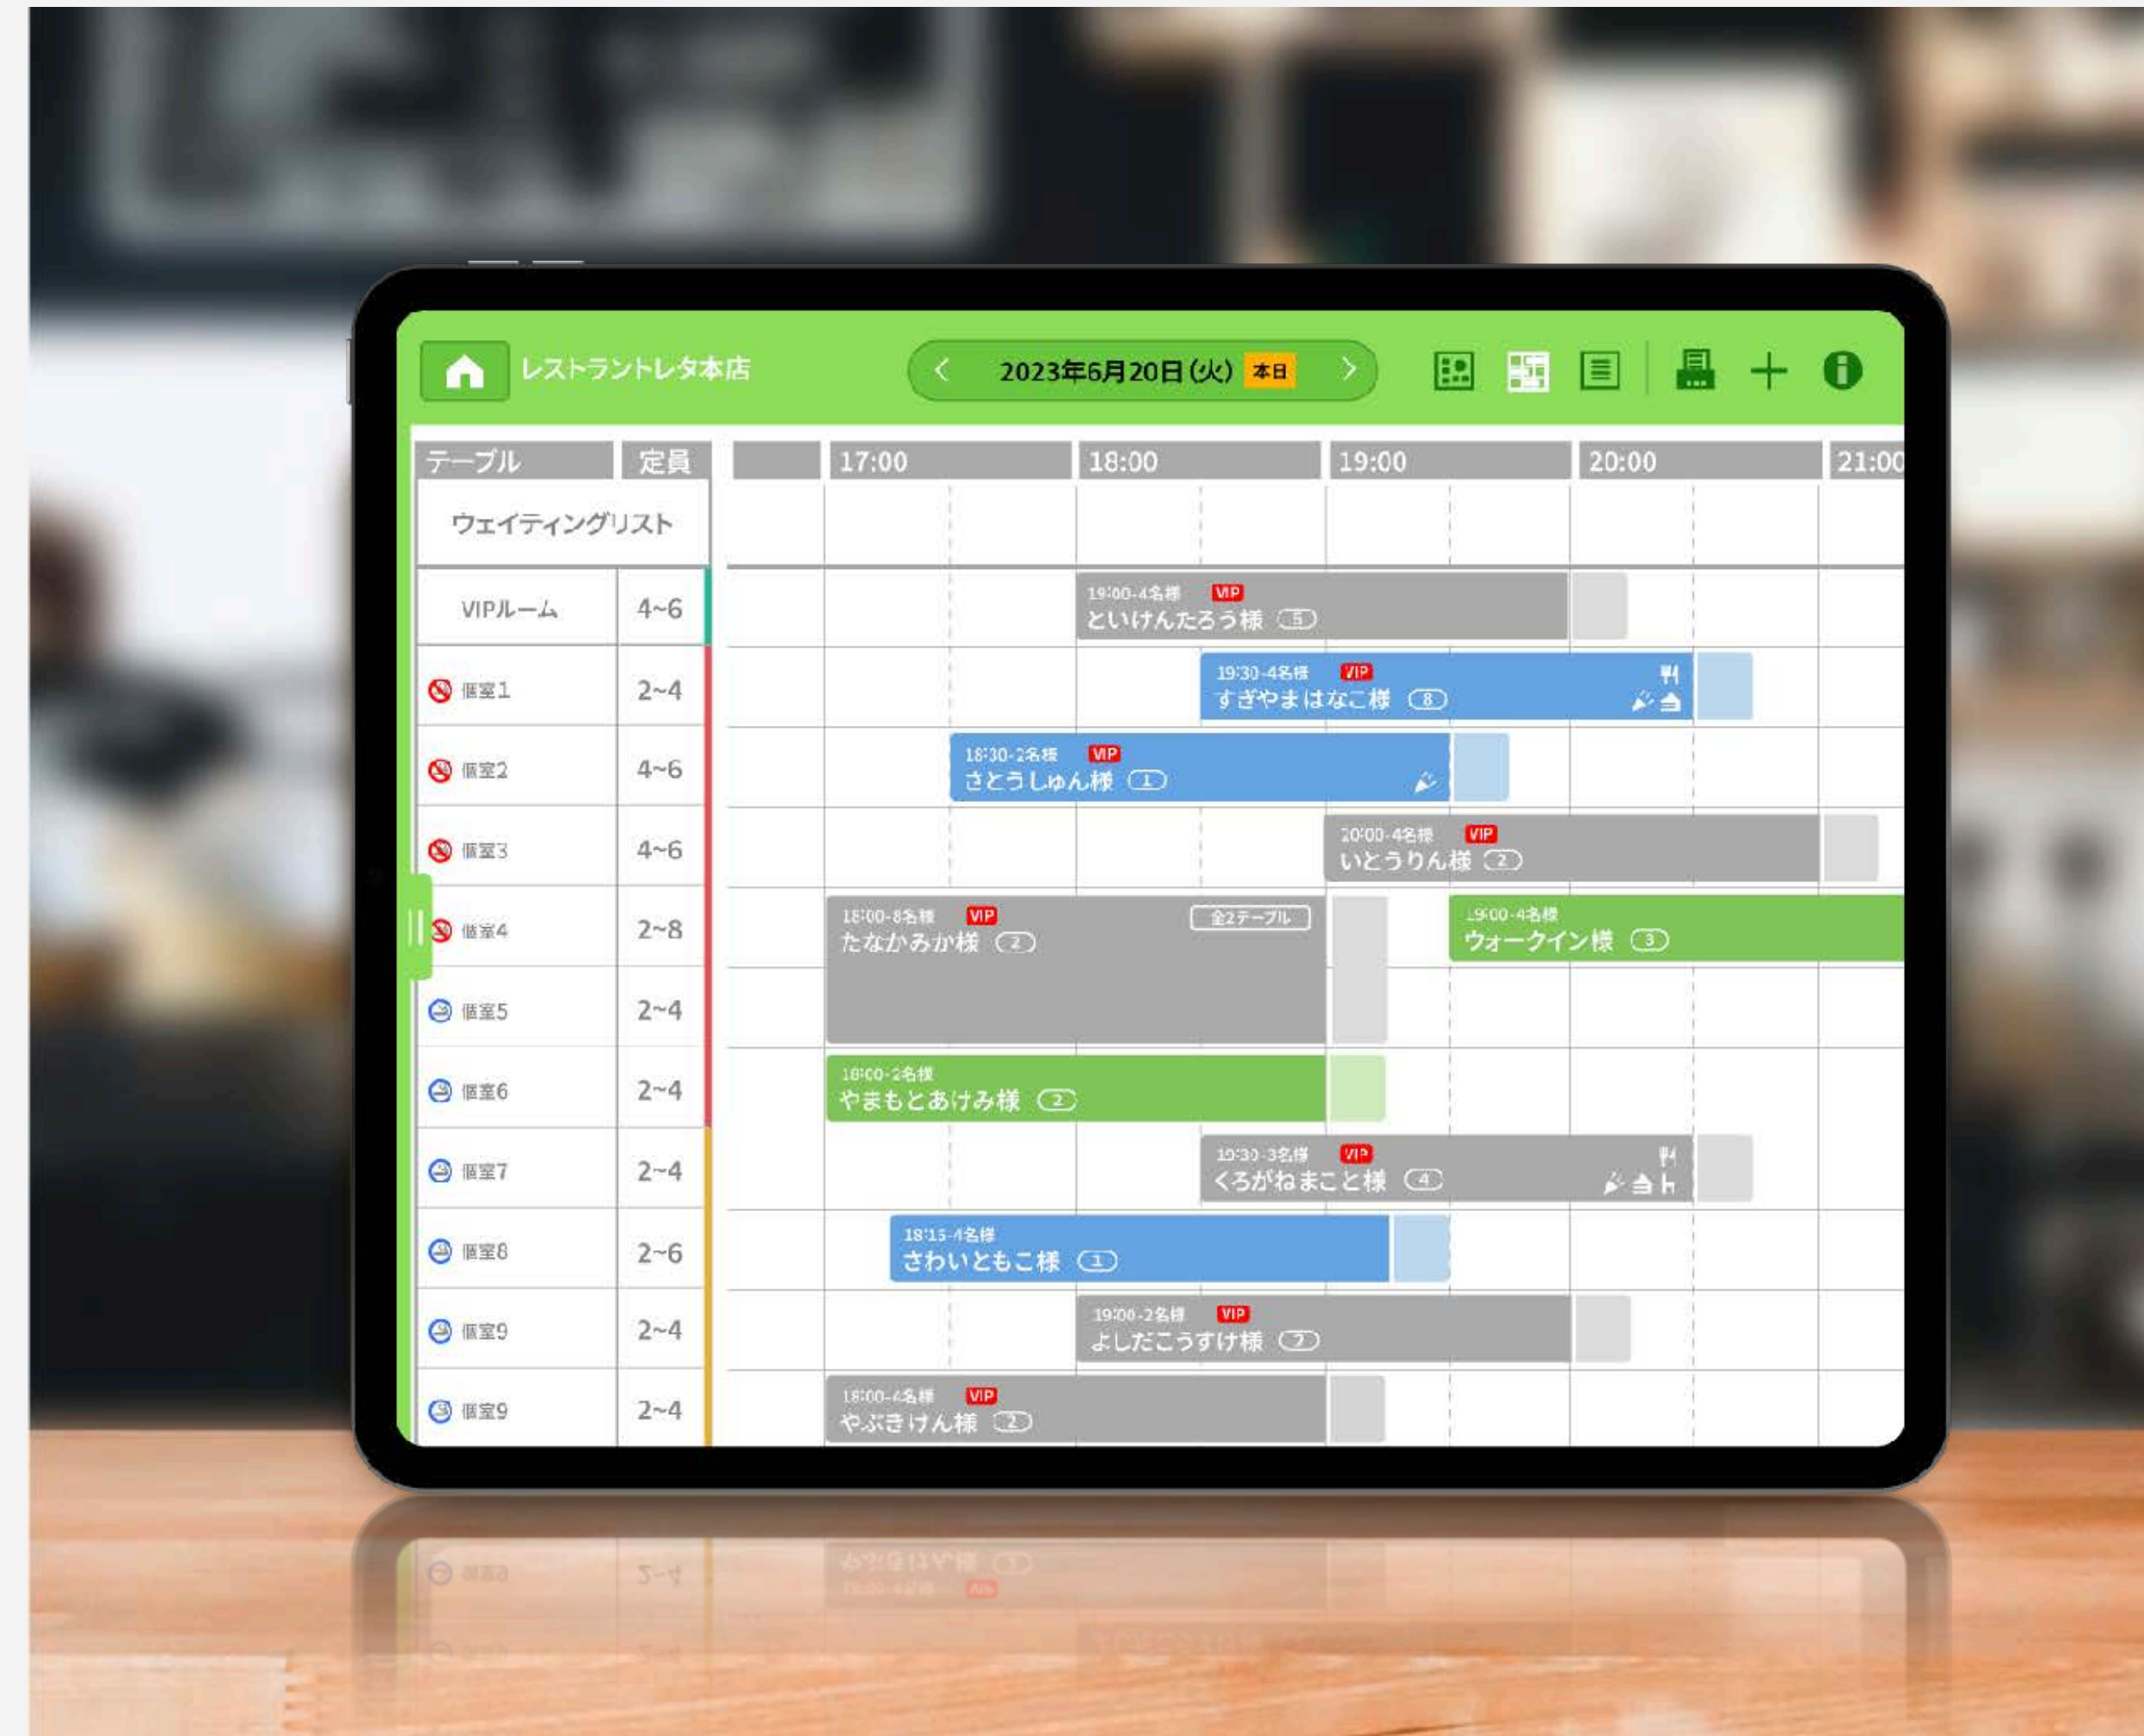 レストラントレタ本店
2023年6月20日(火) 本日
テーブル 定員 17:00 18:00 19:00 20:00 21:00
ウェイティングリスト
VIPルーム 4~6
19:00-4名様 VIP
といけんたろう様 5
個室1 2~4
19:30-4名様 VIP
すぎやまはなこ様 8
個室2 4~6
18:30-2名様 VIP
さとうしゅん様 1
個室3 4~6
20:00-4名様 VIP
いとうりん様 2
個室4 2~8
18:00-8名様 VIP 全2テーブル
たなかみか様 2
19:00-4名様
ウォークイン様 3
個室5 2~4
個室6 2~4
18:00-2名様
やまもとあけみ様 2
個室7 2~4
19:30-3名様 VIP
くろがねまこと様 4
個室8 2~6
18:15-4名様
さわいともこ様 1
個室9 2~4
19:00-2名様 VIP
よしだこうすけ様
個室9 2~4
18:00-4名様 VIP
やぶきけん様 2